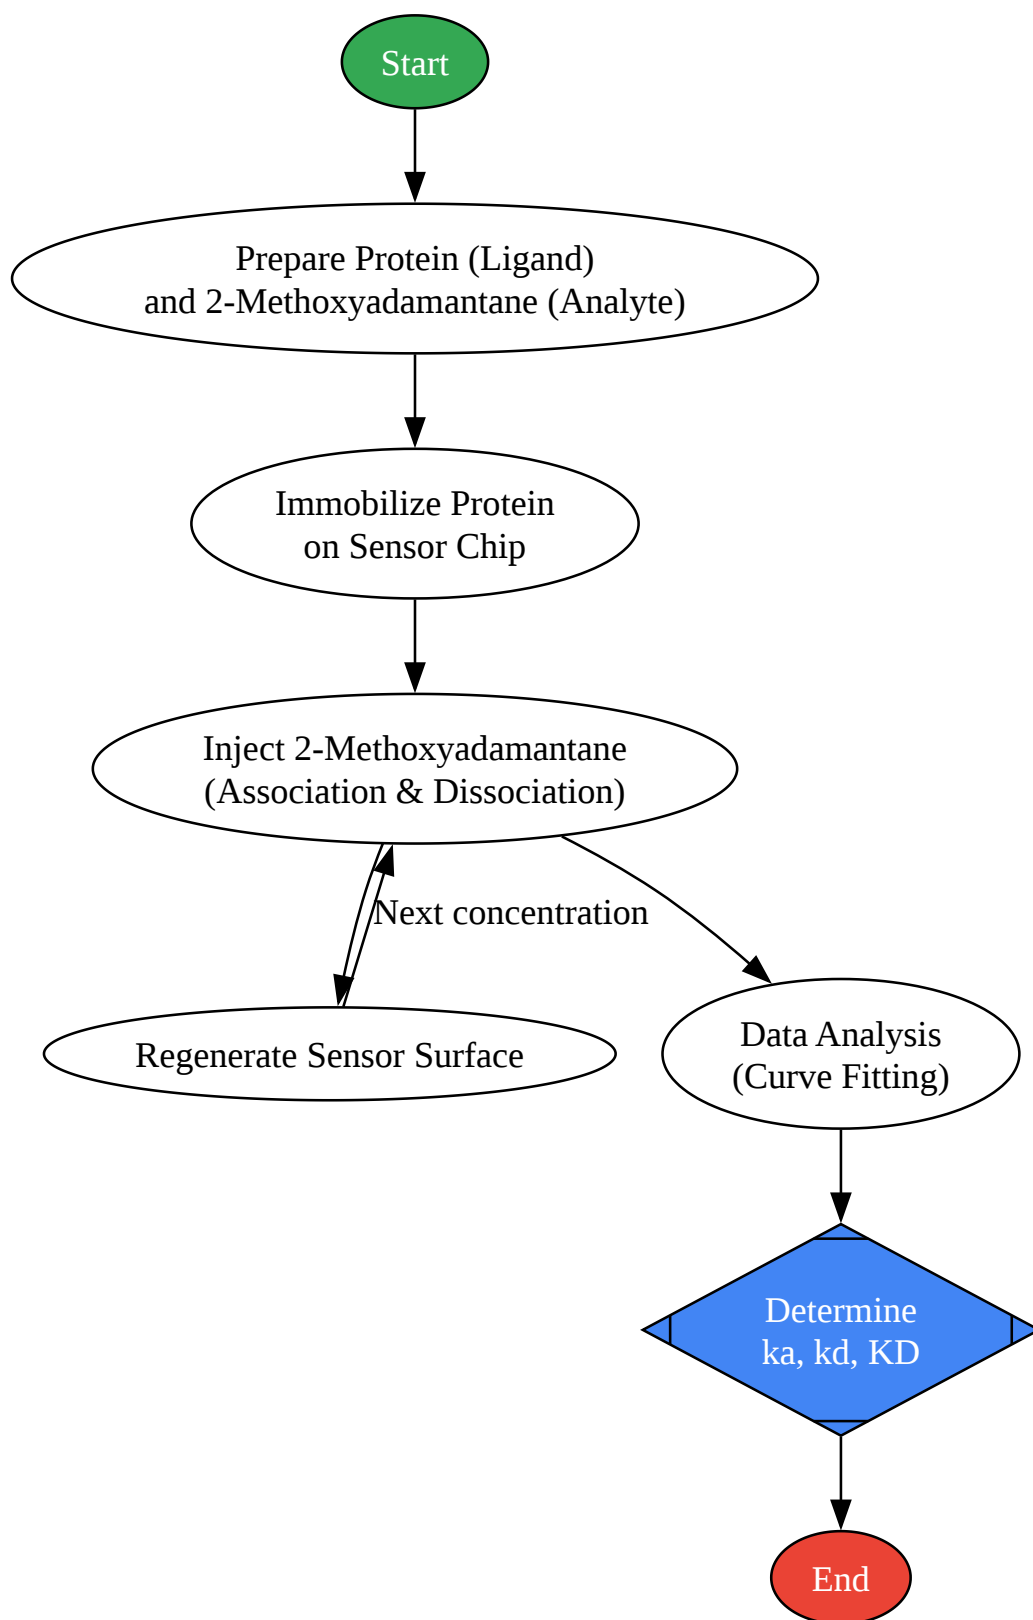 Start
Prepare Protein (Ligand)
and 2-Methoxyadamantane (Analyte)
Immobilize Protein
on Sensor Chip
Inject 2-Methoxyadamantane
(Association & Dissociation)
Next concentration
Regenerate Sensor Surface
Data Analysis
(Curve Fitting)
Determine
ka, kd, KD
End